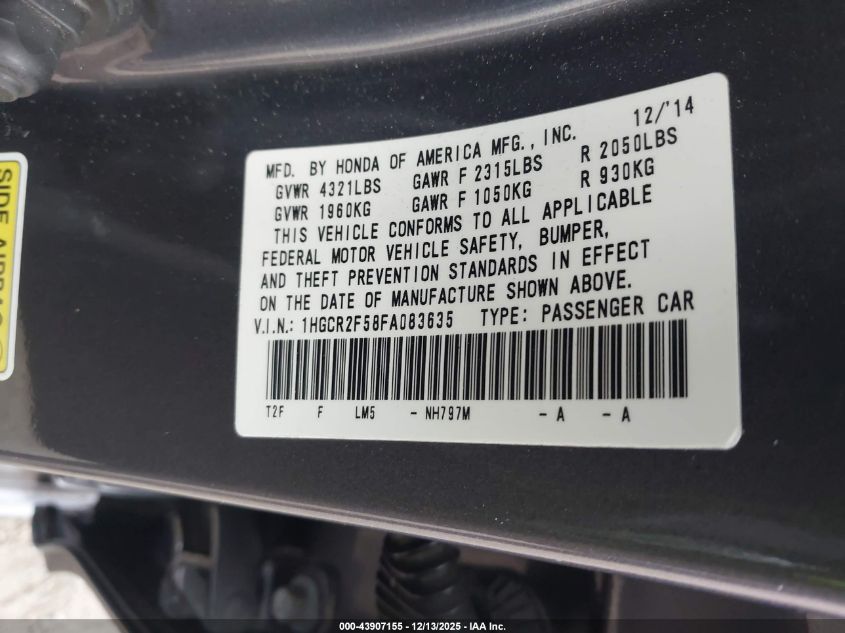 12/'14
MFD. BY HONDA OF AMERICA MFG., INC.
GVWR 4321LBS GAWR F 2315LBS R 2050LBS
GVWR 1960KG GAWR F 1050KG R 930KG
THIS VEHICLE CONFORMS TO ALL APPLICABLE
FEDERAL MOTOR VEHICLE SAFETY, BUMPER,
AND THEFT PREVENTION STANDARDS IN EFFECT
ON THE DATE OF MANUFACTURE SHOWN ABOVE.
V.I.N.: 1HGCR2F58FA083635 TYPE: PASSENGER CAR
T2F F LM5 - NH797M - A - A
SIDE
000-43907155 - 12/13/2025 - IAA Inc.